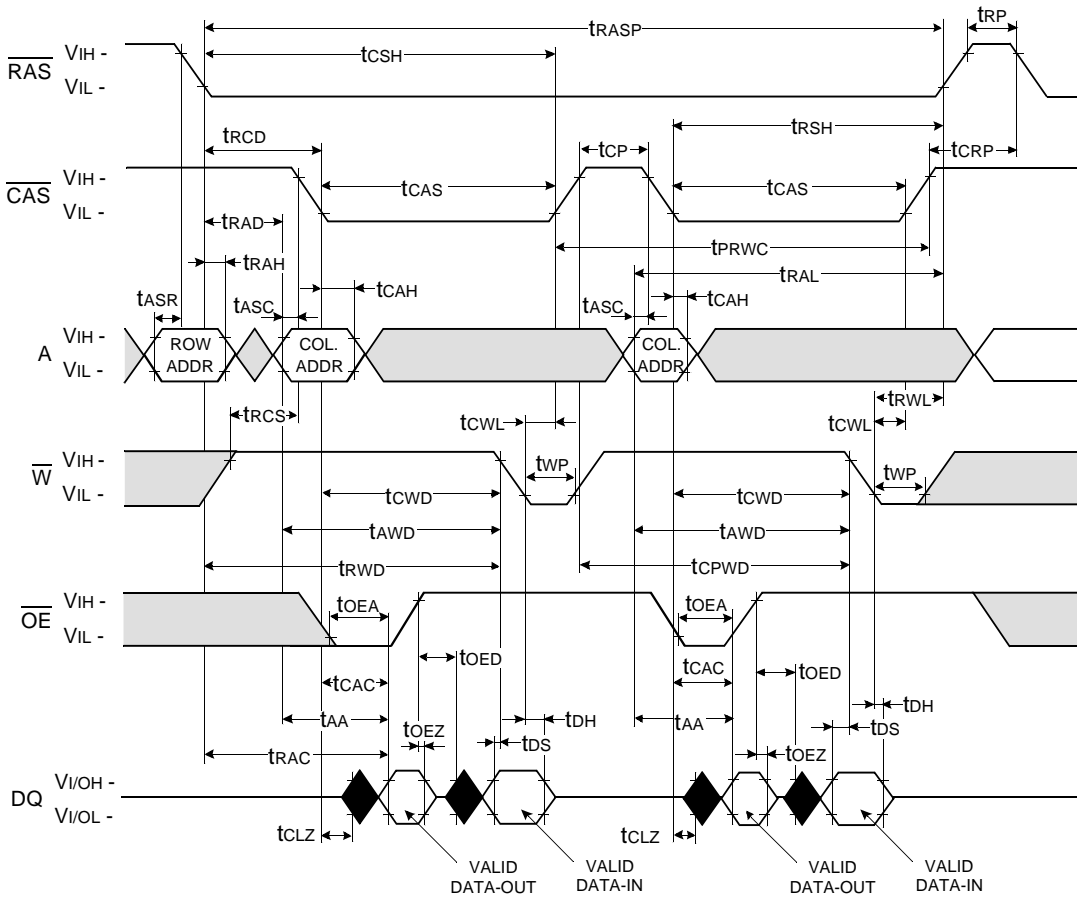 tRASP
tRP
RAS
VIH -
VIL -
tCSH
tRSH
tRCD
tCP
tCRP
CAS
VIH -
VIL -
tCAS
tCAS
tRAD
tPRWC
tRAH
tRAL
tASR
tASC
tCAH
tASC
tCAH
A
VIH -
VIL -
ROW
ADDR
COL.
ADDR
COL.
ADDR
tRCS
tCWL
tRWL
tCWL
W
VIH -
VIL -
tWP
tWP
tCWD
tCWD
tAWD
tAWD
tRWD
tCPWD
OE
VIH -
VIL -
tOEA
tOEA
tOED
tOED
tCAC
tCAC
tAA
tAA
tOEZ
tDH
tDS
tOEZ
tDH
tDS
tRAC
DQ
VI/OH -
VI/OL -
tCLZ
tCLZ
VALID
DATA-OUT
VALID
DATA-IN
VALID
DATA-OUT
VALID
DATA-IN